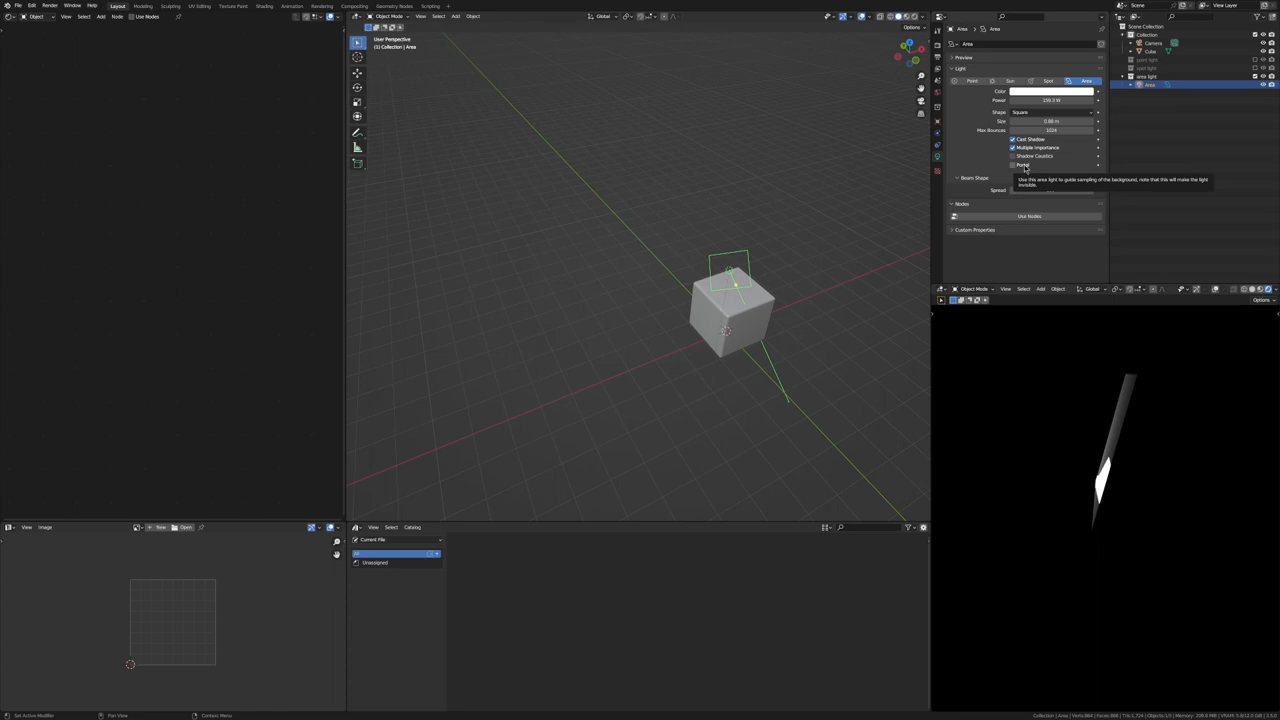 File Edit Render Window Help Layout Modeling Sculpting UV Editing Texture Paint Shading Animation Rendering Compositing Geometry Nodes Scripting Scene View Layer
Object View Select Add Node Use Nodes
Object Mode View Select Add Object Global
Options
User Perspective
(1) Collection | Area
Area Area
Area
Preview
Light
Point Sun Spot Area
Color
Power 159.3 W
Shape Square
Size 0.86 m
Max Bounces 1024
Cast Shadow
Multiple Importance
Shadow Caustics
Portal
Use this area light to guide sampling of the background, note that this will make the light
invisible.
Beam Shape
Spread
Nodes
Use Nodes
Custom Properties
Scene Collection
Collection
Camera
Cube
point light
spot light
area light
Area
Object Mode View Select Add Object Global
Options
View Image New Open
View Select Catalog
Current File
All
Unassigned
Set Active Modifier Pan View Context Menu